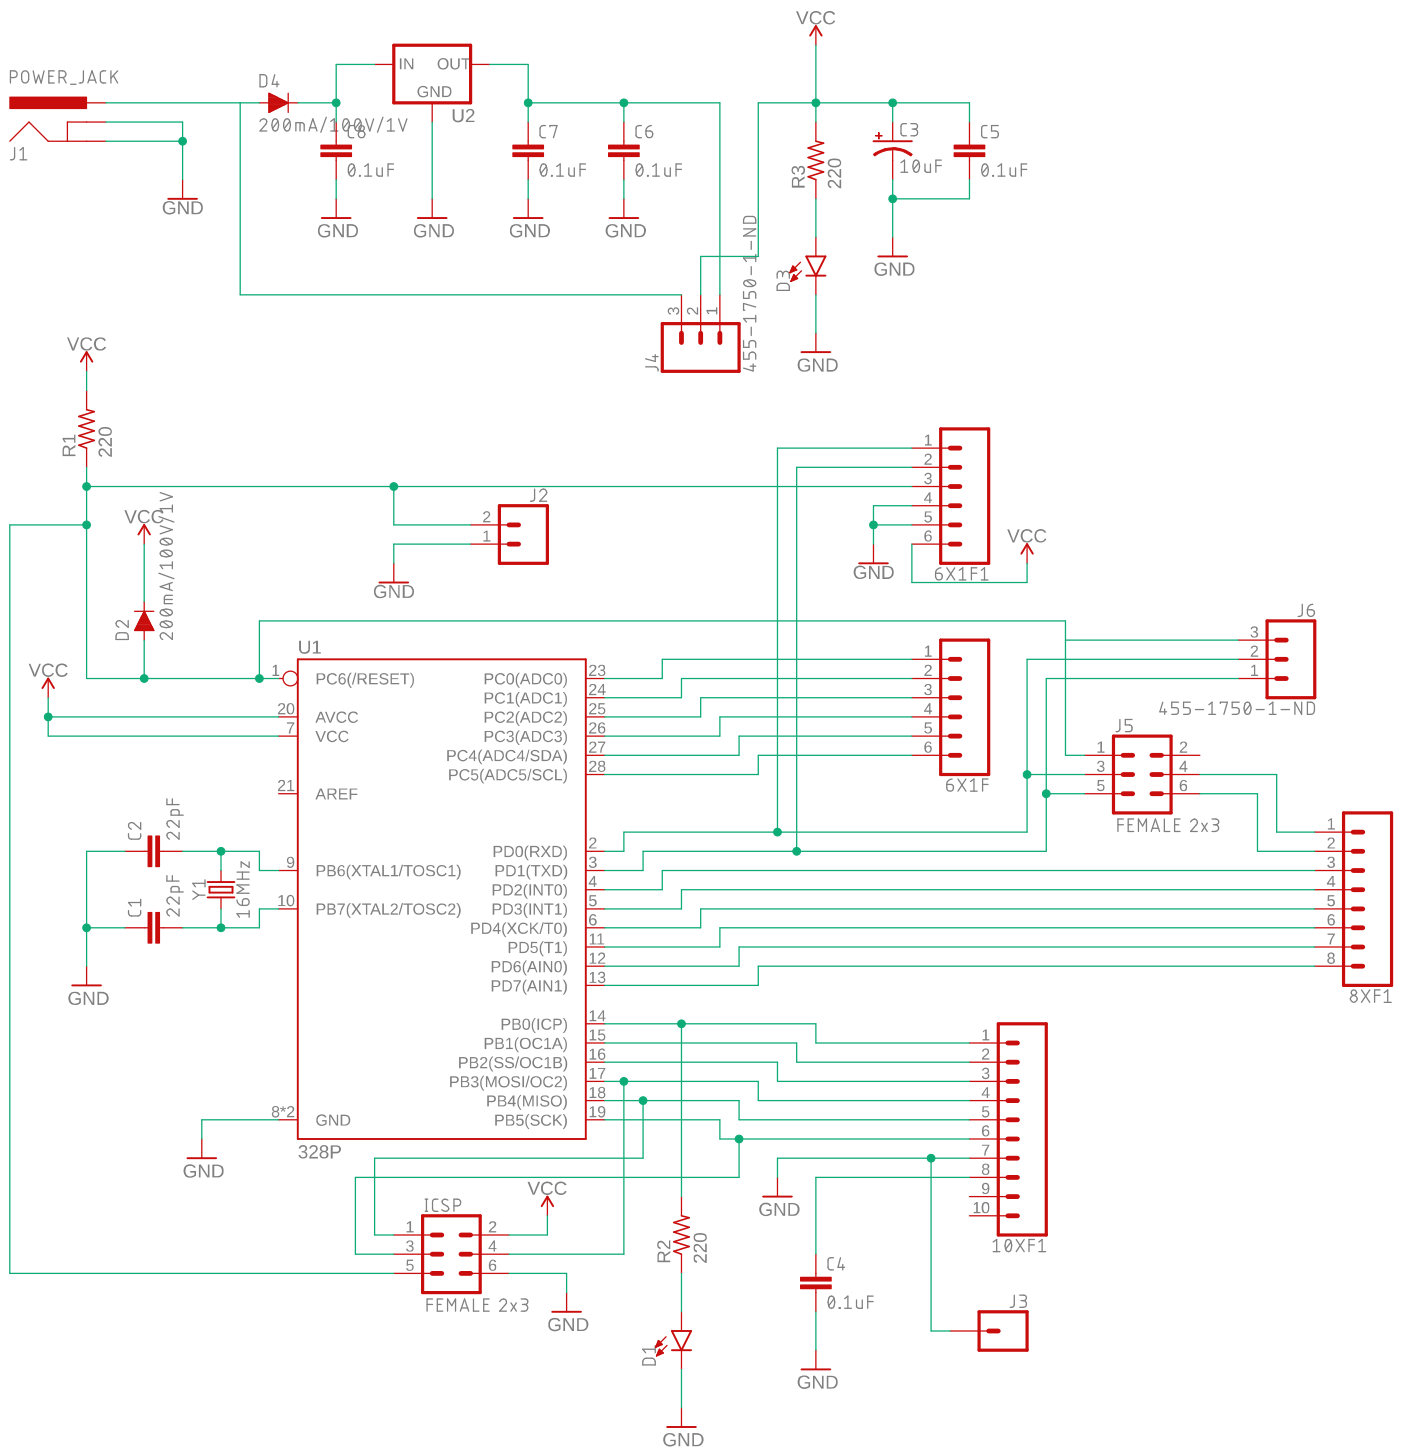 VCC
POWER_JACK
J1
GND
D4
200mA/100V/1V
IN
OUT
GND
U2
C8
0.1uF
GND
GND
C7
0.1uF
GND
C6
0.1uF
GND
R3
220
C3
10uF
C5
0.1uF
GND
D3
GND
3
2
1
J4
455-1750-1-ND
VCC
R1
220
VCC
D2
200mA/100V/1V
J2
2
1
GND
1
2
3
4
5
6
6X1F1
GND
VCC
J6
3
2
1
455-1750-1-ND
VCC
U1
1
PC6(/RESET)
20
AVCC
7
VCC
21
AREF
9
PB6(XTAL1/TOSC1)
10
PB7(XTAL2/TOSC2)
8*2
GND
328P
GND
PC0(ADC0)
23
PC1(ADC1)
24
PC2(ADC2)
25
PC3(ADC3)
26
PC4(ADC4/SDA)
27
PC5(ADC5/SCL)
28
PD0(RXD)
2
PD1(TXD)
3
PD2(INT0)
4
PD3(INT1)
5
PD4(XCK/T0)
6
PD5(T1)
11
PD6(AIN0)
12
PD7(AIN1)
13
PB0(ICP)
14
PB1(OC1A)
15
PB2(SS/OC1B)
16
PB3(MOSI/OC2)
17
PB4(MISO)
18
PB5(SCK)
19
C2
22pF
Y1
16MHz
C1
22pF
GND
1
2
3
4
5
6
6X1F
J5
1
2
3
4
5
6
FEMALE 2x3
1
2
3
4
5
6
7
8
8XF1
1
2
3
4
5
6
7
8
9
10
10XF1
GND
ICSP
VCC
1
2
3
4
5
6
FEMALE 2x3
GND
R2
220
D1
GND
C4
0.1uF
GND
J3